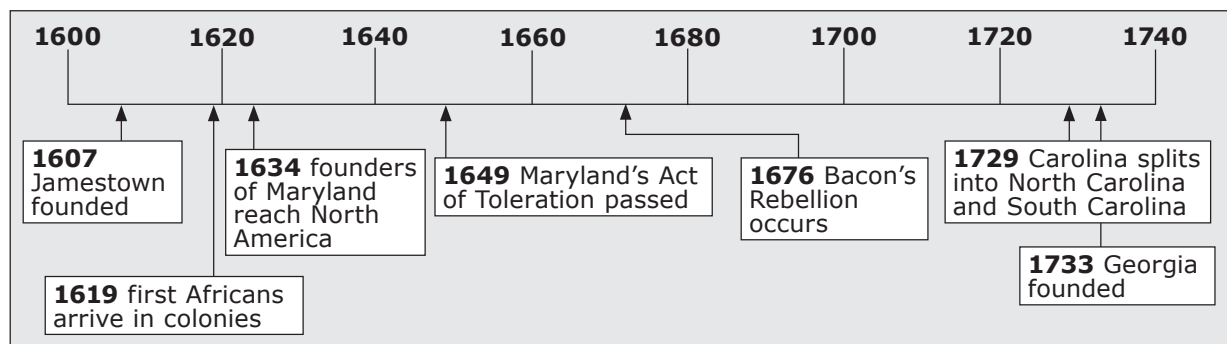 1600 1620 1640 1660 1680 1700 1720 1740
1607
Jamestown
founded
1619 first Africans
arrive in colonies
1634 founders
of Maryland
reach North
America
1649 Maryland's Act
of Toleration passed
1676 Bacon's
Rebellion
occurs
1729 Carolina splits
into North Carolina
and South Carolina
1733 Georgia
founded